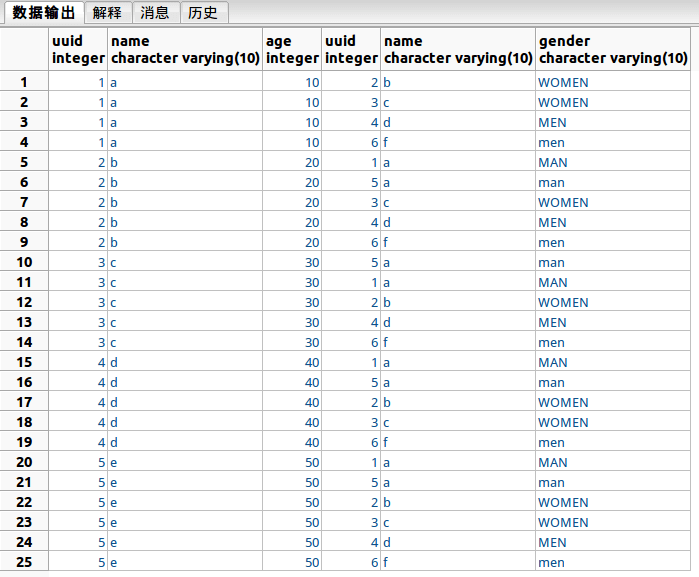 数据输出 解释 消息 历史
uuid name age uuid name gender
integer character varying(10) integer integer character varying(10) character varying(10)
1 1 a 10 2 b WOMEN
2 1 a 10 3 c WOMEN
3 1 a 10 4 d MEN
4 1 a 10 6 f men
5 2 b 20 1 a MAN
6 2 b 20 5 a man
7 2 b 20 3 c WOMEN
8 2 b 20 4 d MEN
9 2 b 20 6 f men
10 3 c 30 5 a man
11 3 c 30 1 a MAN
12 3 c 30 2 b WOMEN
13 3 c 30 4 d MEN
14 3 c 30 6 f men
15 4 d 40 1 a MAN
16 4 d 40 5 a man
17 4 d 40 2 b WOMEN
18 4 d 40 3 c WOMEN
19 4 d 40 6 f men
20 5 e 50 1 a MAN
21 5 e 50 5 a man
22 5 e 50 2 b WOMEN
23 5 e 50 3 c WOMEN
24 5 e 50 4 d MEN
25 5 e 50 6 f men